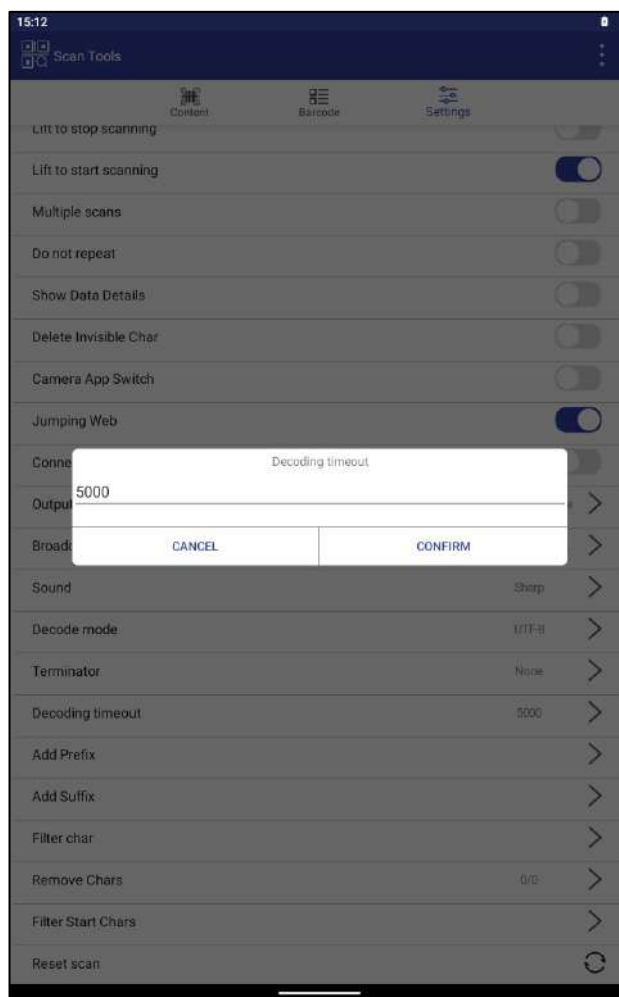 15:12
Scan Tools
Content Barcode Settings
Lift to stop scanning
Lift to start scanning
Multiple scans
Do not repeat
Show Data Details
Delete Invisible Char
Camera App Switch
Jumping Web
Conne
Decoding timeout
5000
Output
Broadc
CANCEL CONFIRM
Sound Sharp
Decode mode UTF-8
Terminator None
Decoding timeout 5000
Add Prefix
Add Suffix
Filter char
Remove Chars 0/0
Filter Start Chars
Reset scan